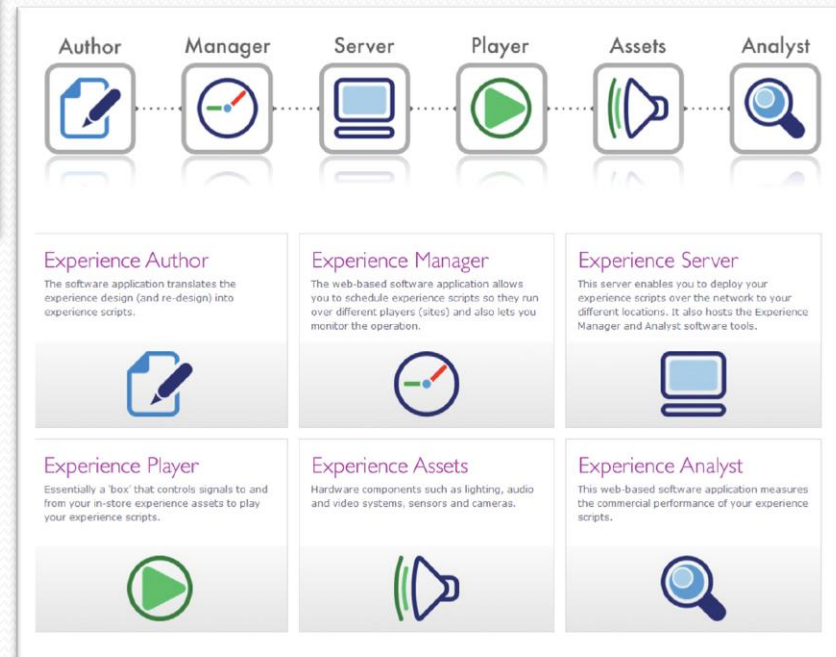 Author Manager Server Player Assets Analyst
Experience Author
The software application translates the
experience design (and re-design) into
experience scripts.
Experience Manager
The web-based software application allows
you to schedule experience scripts so they run
over different players (sites) and also lets you
monitor the operation.
Experience Server
This server enables you to deploy your
experience scripts over the network to your
different locations. It also hosts the Experience
Manager and Analyst software tools.
Experience Player
Essentially a 'box' that controls signals to and
from your in-store experience assets to play
your experience scripts.
Experience Assets
Hardware components such as lighting, audio
and video systems, sensors and cameras.
Experience Analyst
This web-based software application measures
the commercial performance of your experience
scripts.